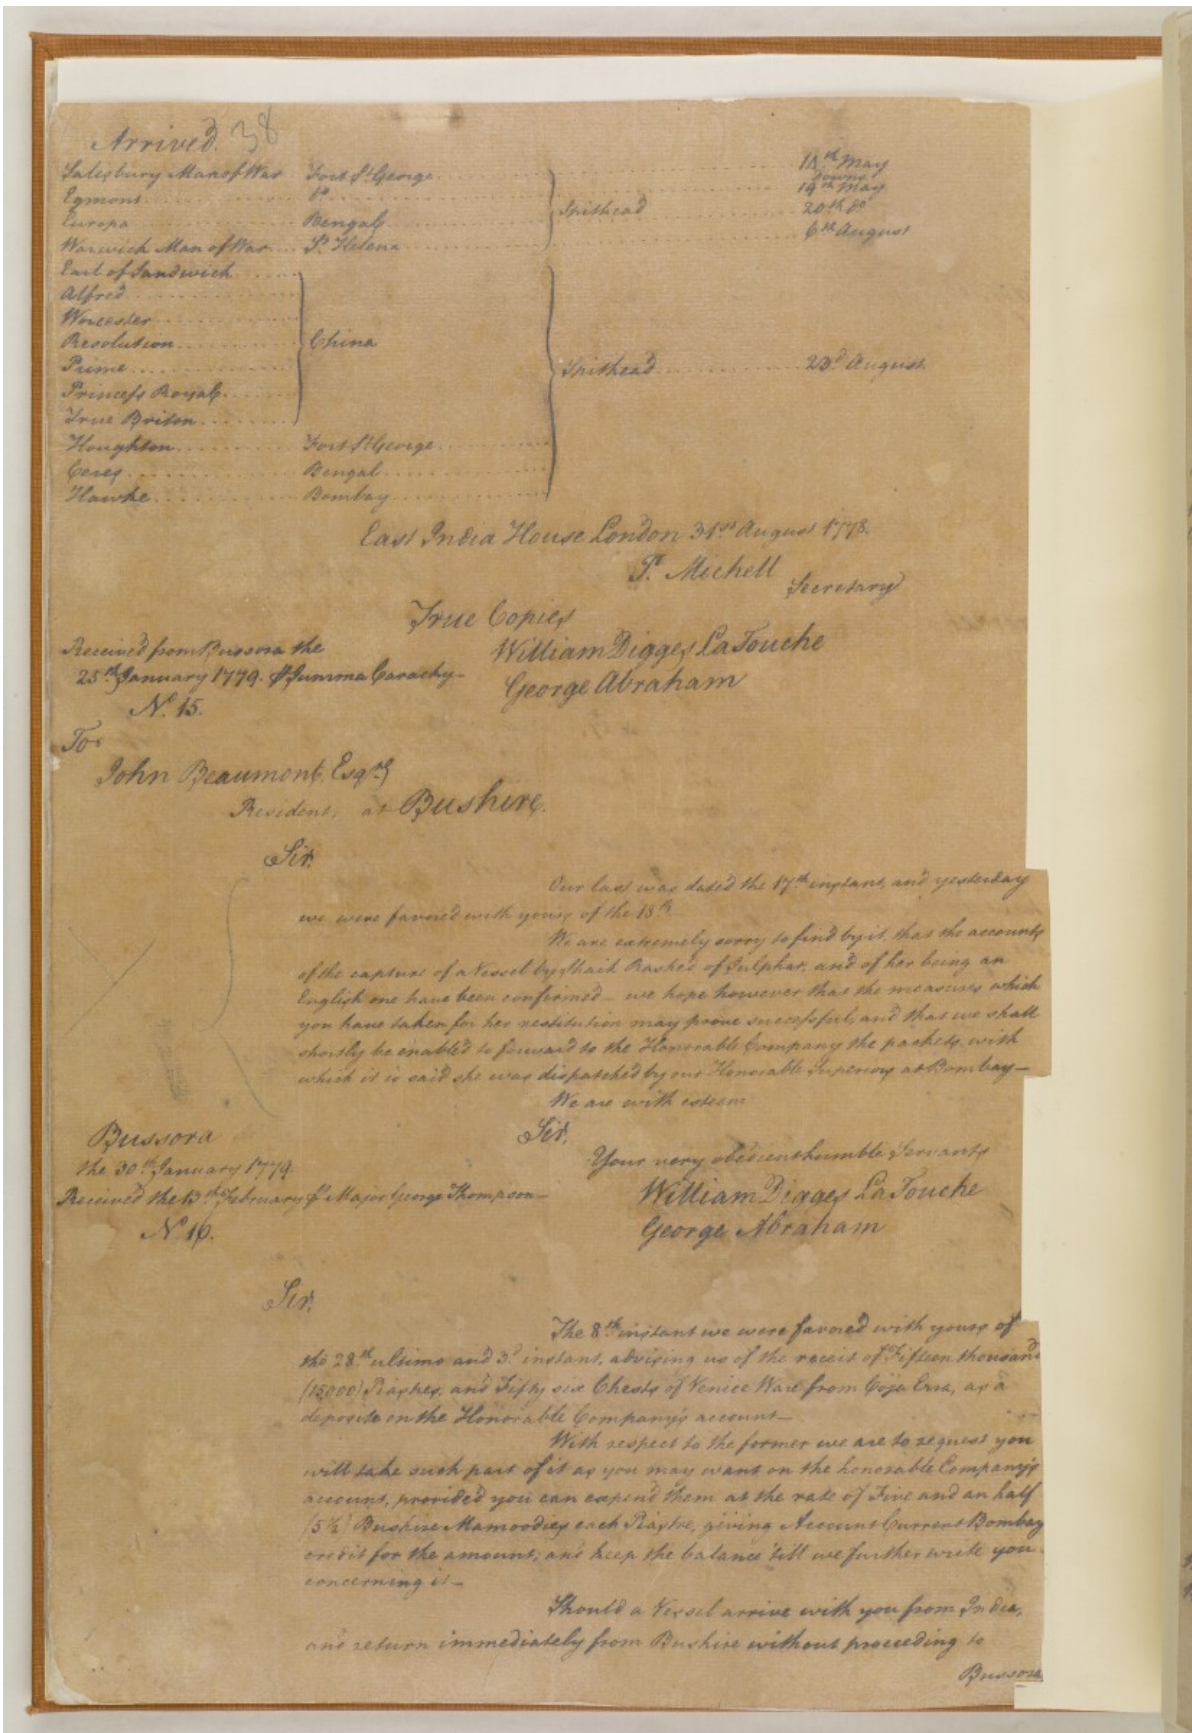 Arrived. 38
Salisbury Man of War Fort St. George 18th May
Downs
Egmont Do 19th May
Europa Bengal Spithead 20th do
Warwick Man of War St. Helena 6th August
Earl of Sandwich
Alfred
Worcester
Resolution China
Prime Spithead 23d August.
Princess Royal
True Briton
Houghton Fort St. George
Ceres Bengal
Hawke Bombay
East India House London 31st August 1778.
P. Michell
Secretary
True Copies
Received from Bussora the William Digges LaTouche
25th January 1779. Pr Summa Carachy
George Abraham
No. 15.
To
John Beaumont, Esqre
Resident, at Bushire.
Sir.
Our last was dated the 17th instant, and yesterday
we were favored with yours of the 18th
We are extremely sorry to find by it, that the accounts
of the capture of a Vessel by Shaik Rashed of Julphar, and of her being an
English one have been confirmed - we hope however that the measures which
you have taken for her restitution may prove successful, and that we shall
shortly be enabled to forward to the Honorable Company the packets, with
which it is said she was dispatched by our Honorable Superiors at Bombay -
We are with esteem
Bussora Sir,
the 30th January 1779. Your very obedient humble Servants
Received the 13th February Pr Major George Thompson - William Digges LaTouche
No 16. George Abraham
Sir,
The 8th instant we were favored with yours of
the 28th ultimo and 3d instant, advising us of the receit of Fifteen thousand
(15000) Piastres, and Fifty six Chests of Venice Ware from Coja Essa, as a
deposite on the Honorable Company's account -
With respect to the former we are to request you
will take such part of it as you may want on the honorable Company's
account, provided you can expend them at the rate of Five and an half
(5½) Bushire Mamoodies each Piastre, giving Account Current Bombay
credit for the amount; and keep the balance 'till we further write you
concerning it -
Should a Vessel arrive with you from India,
and return immediately from Bushire without proceeding to
Bussora